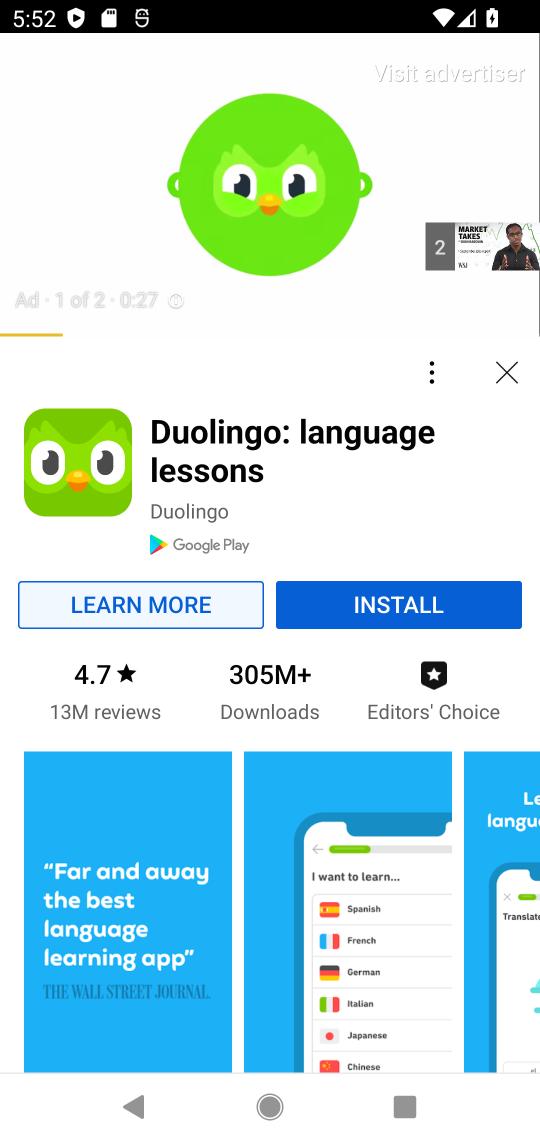 5:52
Visit advertiser
2
MARKET
TAKES
WSJ
Ad · 1 of 2 · 0:27
Duolingo: language
lessons
Duolingo
Google Play
LEARN MORE
INSTALL
4.7 ★
305M+
13M reviews
Downloads
Editors' Choice
“Far and away
the best
language
learning app”
THE WALL STREET JOURNAL.
I want to learn...
Spanish
French
German
Italian
Japanese
Chinese
Le
langu
Translate